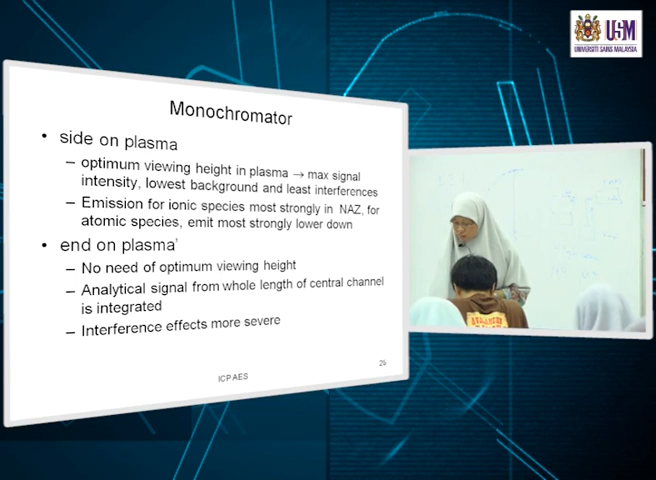 USM
UNIVERSITI SAINS MALAYSIA
Monochromator
• side on plasma
– optimum viewing height in plasma → max signal
intensity, lowest background and least interferences
– Emission for ionic species most strongly in NAZ, for
atomic species, emit most strongly lower down
• end on plasma'
– No need of optimum viewing height
– Analytical signal from whole length of central channel
is integrated
– Interference effects more severe
ICPAES